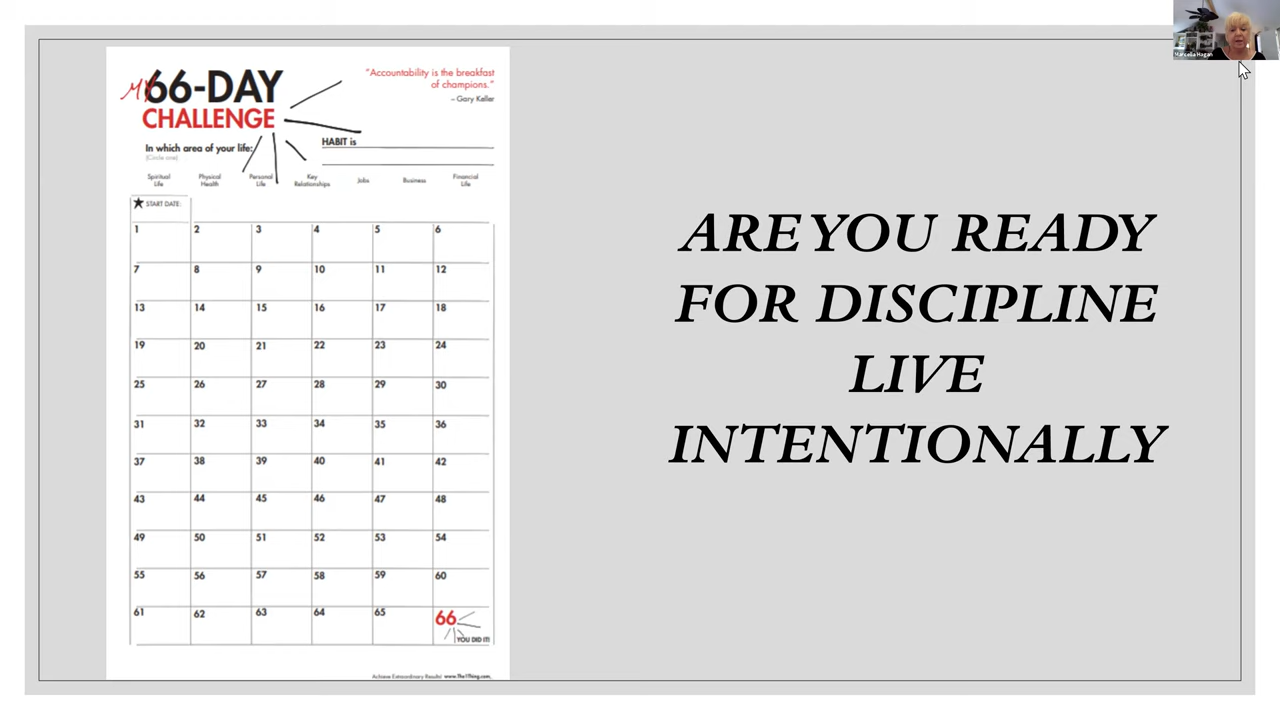 MY 66-DAY
CHALLENGE
"Accountability is the breakfast
of champions."
– Gary Keller
In which area of your life:
(Circle one)
HABIT is
Spiritual Life
Physical Health
Personal Life
Key Relationships
Jobs
Business
Financial Life
START DATE:
1 2 3 4 5 6
7 8 9 10 11 12
13 14 15 16 17 18
19 20 21 22 23 24
25 26 27 28 29 30
31 32 33 34 35 36
37 38 39 40 41 42
43 44 45 46 47 48
49 50 51 52 53 54
55 56 57 58 59 60
61 62 63 64 65 66
YOU DID IT!
Achieve Extraordinary Results! www.The1Thing.com
ARE YOU READY
FOR DISCIPLINE
LIVE
INTENTIONALLY
Marcella Hagan